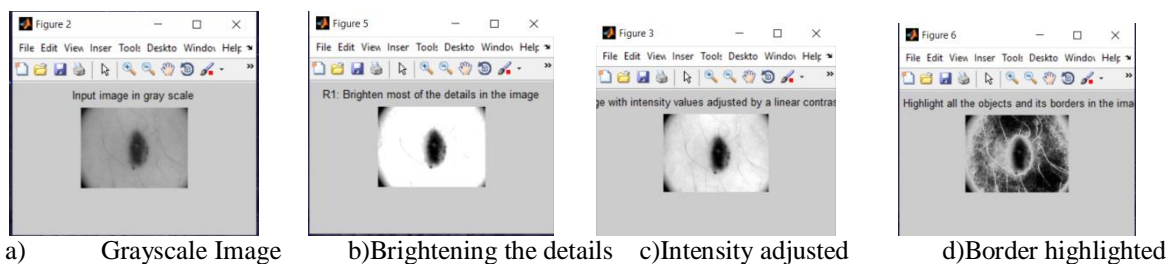 Figure 2
File Edit View Inser Tools Deskto Window Help
Input image in gray scale
Figure 5
File Edit View Inser Tools Deskto Window Help
R1: Brighten most of the details in the image
Figure 3
File Edit View Inser Tools Deskto Window Help
ge with intensity values adjusted by a linear contras
Figure 6
File Edit View Inser Tools Deskto Window Help
Highlight all the objects and its borders in the ima
a) Grayscale Image b)Brightening the details c)Intensity adjusted d)Border highlighted